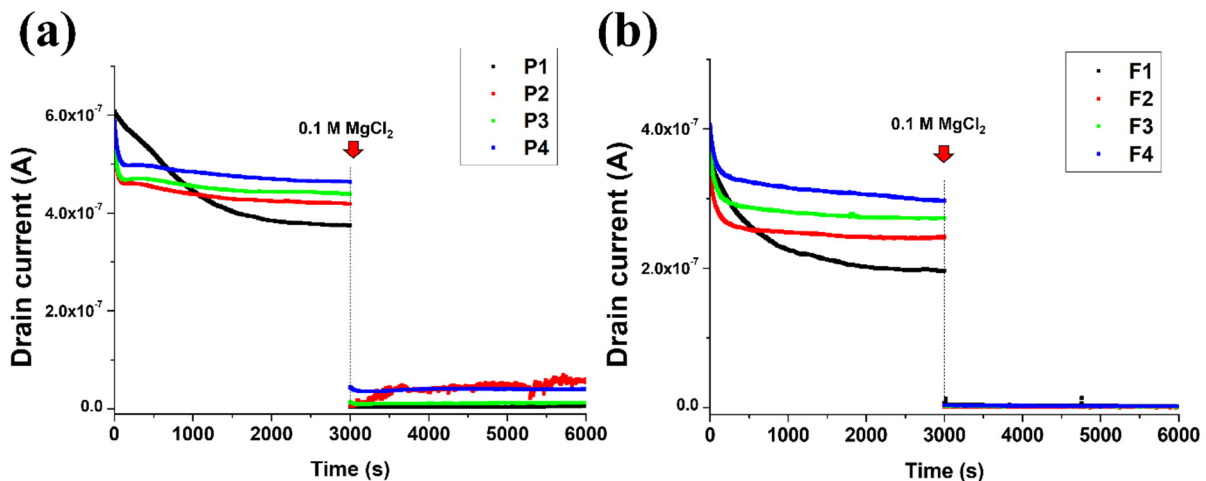 (a)
P1
P2
P3
P4
6.0x10⁻⁷
4.0x10⁻⁷
2.0x10⁻⁷
0.0
0.1 M MgCl₂
Drain current (A)
0 1000 2000 3000 4000 5000 6000
Time (s)
(b)
F1
F2
F3
F4
4.0x10⁻⁷
2.0x10⁻⁷
0.0
0.1 M MgCl₂
Drain current (A)
0 1000 2000 3000 4000 5000 6000
Time (s)